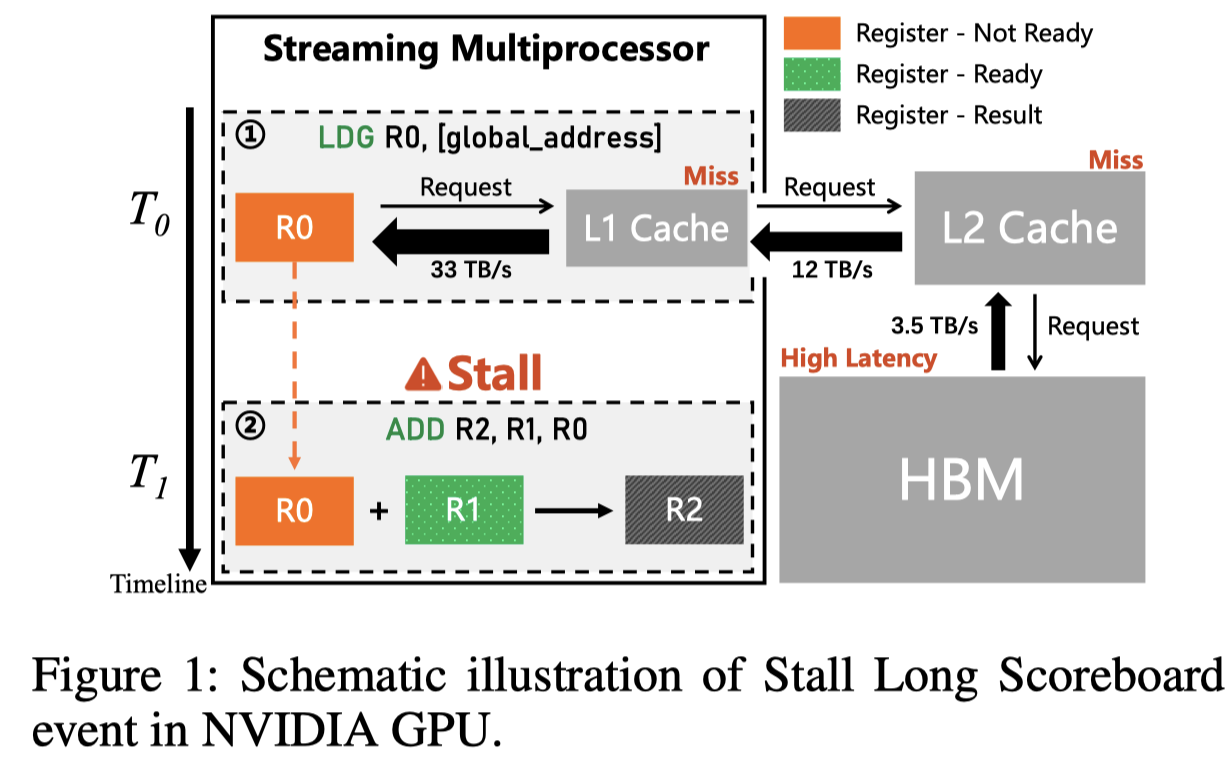 Streaming Multiprocessor
Register - Not Ready
Register - Ready
Register - Result
① LDG R0, [global_address]
T0
R0
Request
33 TB/s
Miss
L1 Cache
Request
12 TB/s
Miss
L2 Cache
3.5 TB/s
Request
High Latency
HBM
Stall
② ADD R2, R1, R0
T1
R0 + R1 R2
Timeline
Figure 1: Schematic illustration of Stall Long Scoreboard
event in NVIDIA GPU.